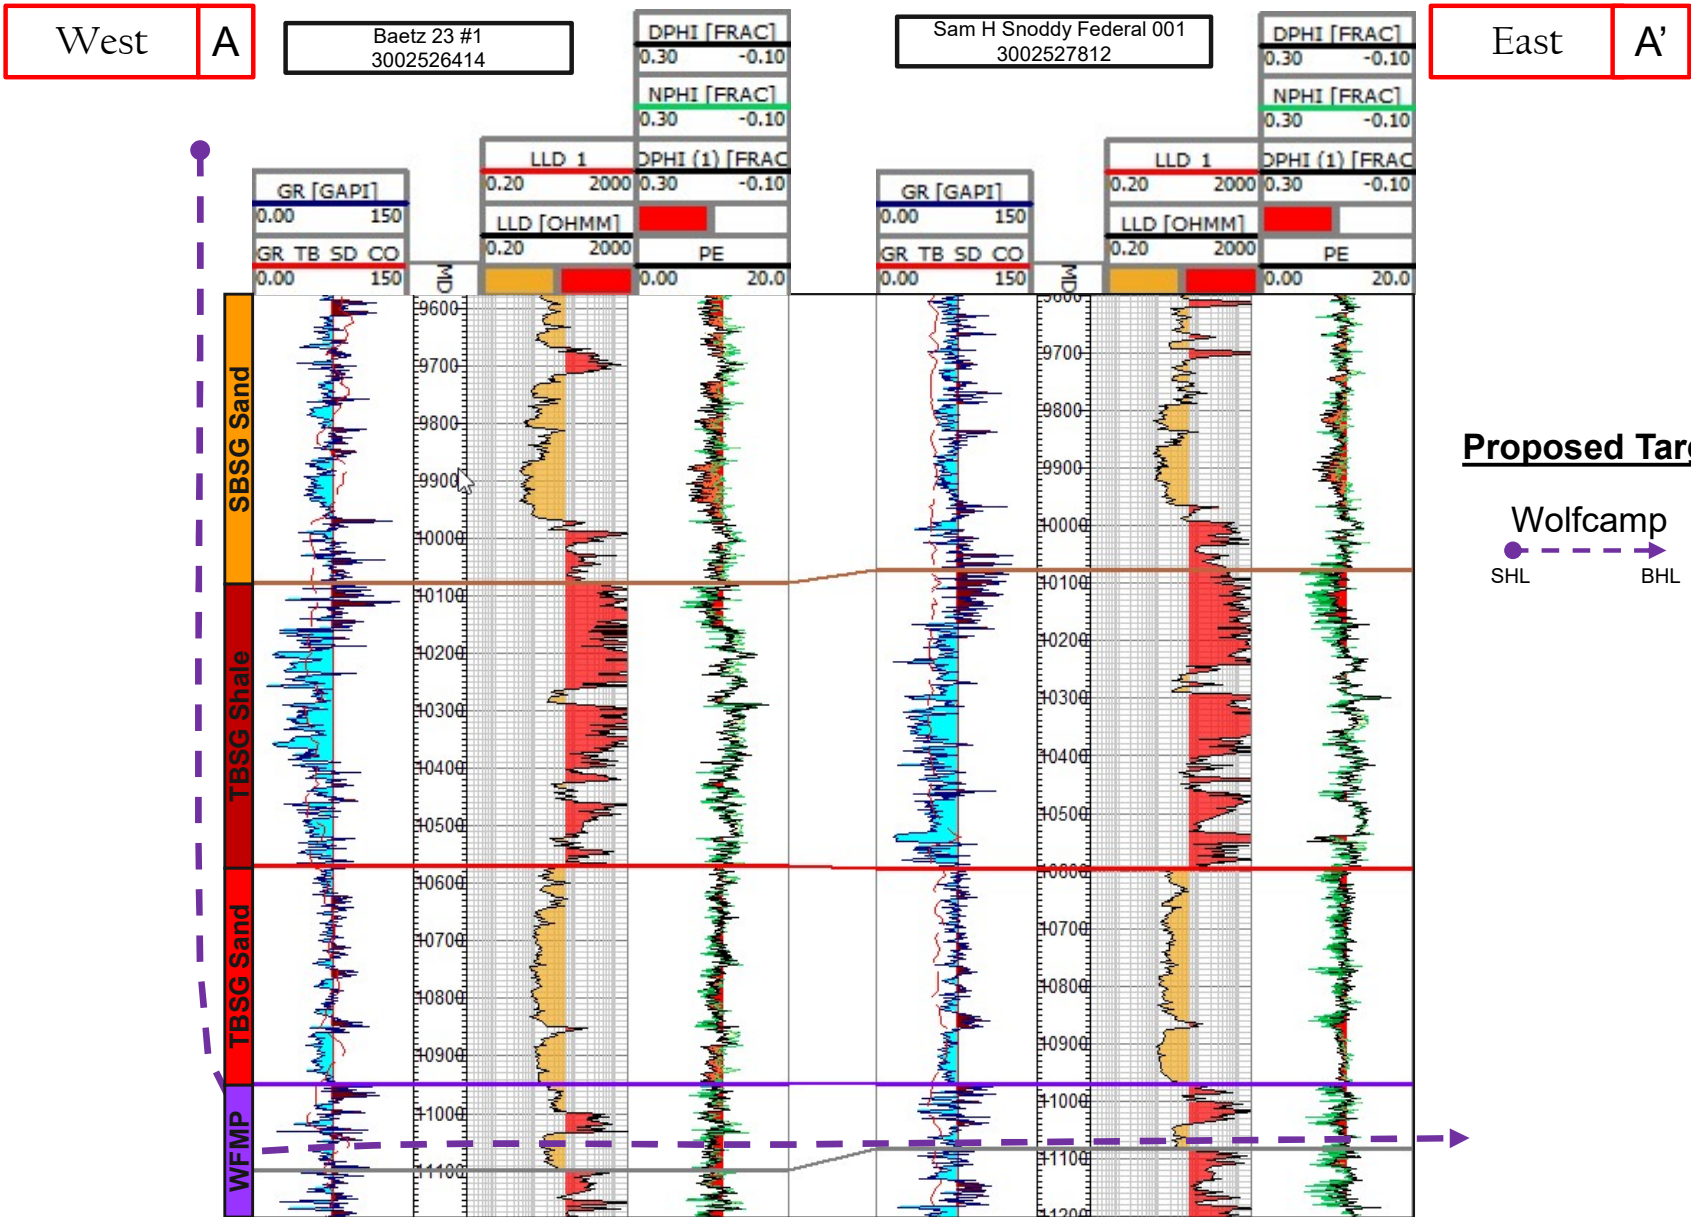 West
A
Baetz 23 #1
3002526414
DPHI [FRAC]
0.30 -0.10
NPHI [FRAC]
0.30 -0.10
DPHI (1) [FRAC
0.30 -0.10
PE
0.00 20.0
LLD 1
0.20 2000
LLD [OHMM]
0.20 2000
GR [GAPI]
0.00 150
GR TB SD CO
0.00 150
MD
Sam H Snoddy Federal 001
3002527812
DPHI [FRAC]
0.30 -0.10
NPHI [FRAC]
0.30 -0.10
DPHI (1) [FRAC
0.30 -0.10
PE
0.00 20.0
LLD 1
0.20 2000
LLD [OHMM]
0.20 2000
GR [GAPI]
0.00 150
GR TB SD CO
0.00 150
MD
East
A'
SBSG Sand
TBSG Shale
TBSG Sand
WFMP
9600
9700
9800
9900
10000
10100
10200
10300
10400
10500
10600
10700
10800
10900
11000
11100
9600
9700
9800
9900
10000
10100
10200
10300
10400
10500
10600
10700
10800
10900
11000
11100
11200
Proposed Targ
Wolfcamp
SHL BHL